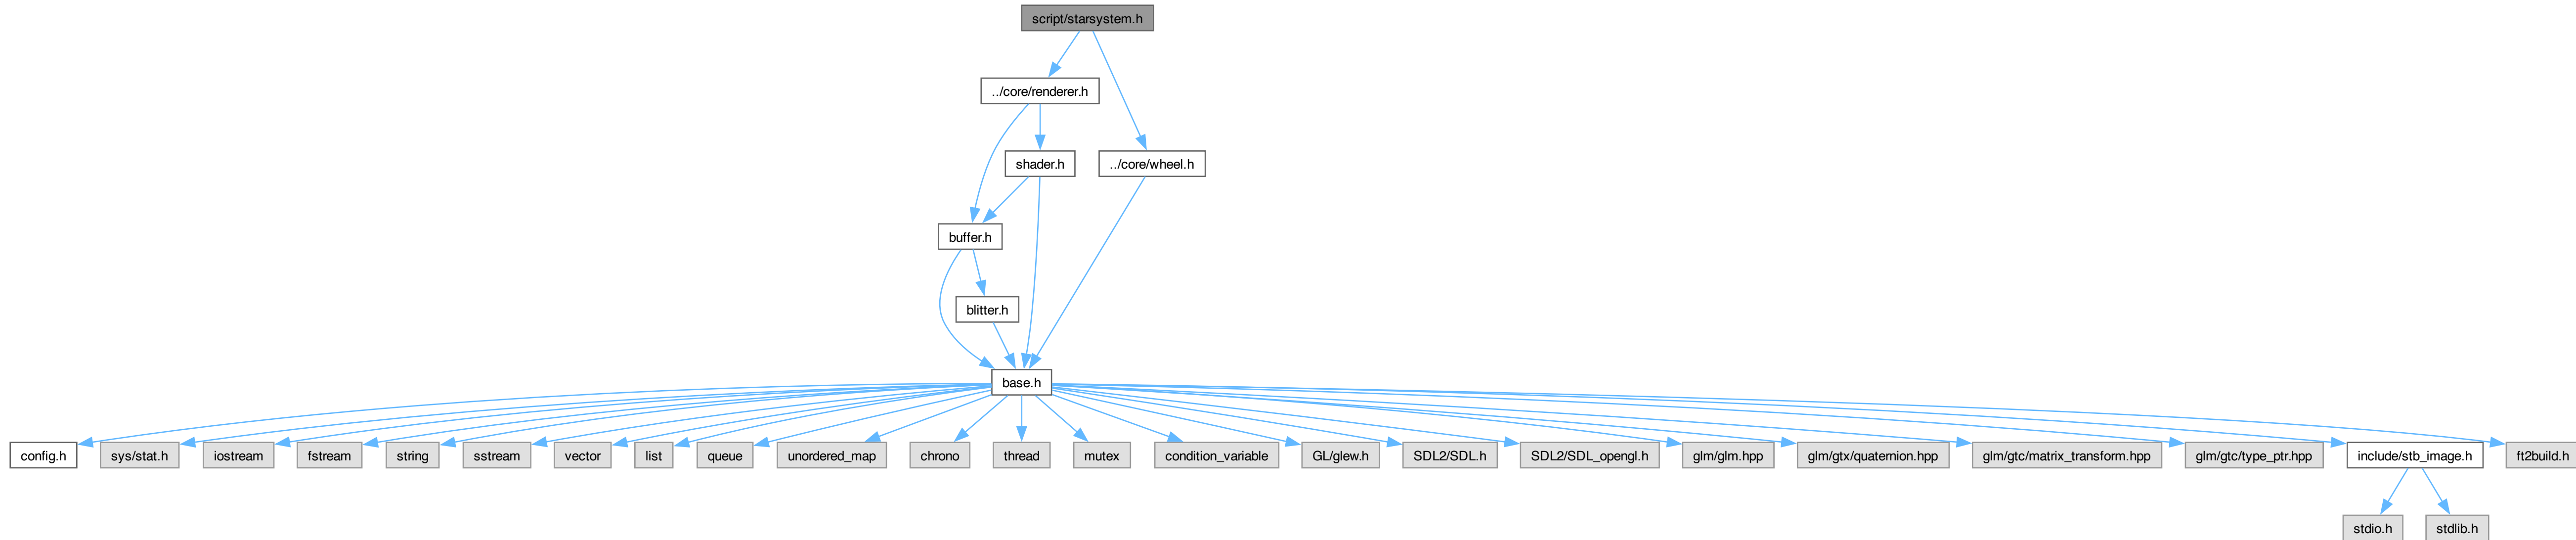 script/starsystem.h
../core/renderer.h
shader.h
../core/wheel.h
buffer.h
blitter.h
base.h
config.h
sys/stat.h
iostream
fstream
string
sstream
vector
list
queue
unordered_map
chrono
thread
mutex
condition_variable
GL/glew.h
SDL2/SDL.h
SDL2/SDL_opengl.h
glm/glm.hpp
glm/gtx/quaternion.hpp
glm/gtc/matrix_transform.hpp
glm/gtc/type_ptr.hpp
include/stb_image.h
ft2build.h
stdio.h
stdlib.h